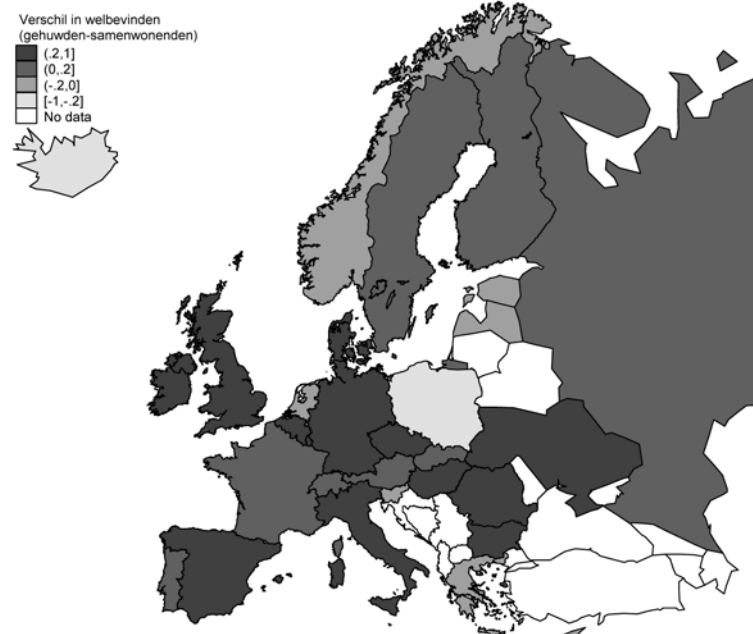 Verschil in welbevinden
(gehuwden-samenwonenden)
(.2,1]
(0,.2]
(-.2,0]
[-1,-.2]
No data